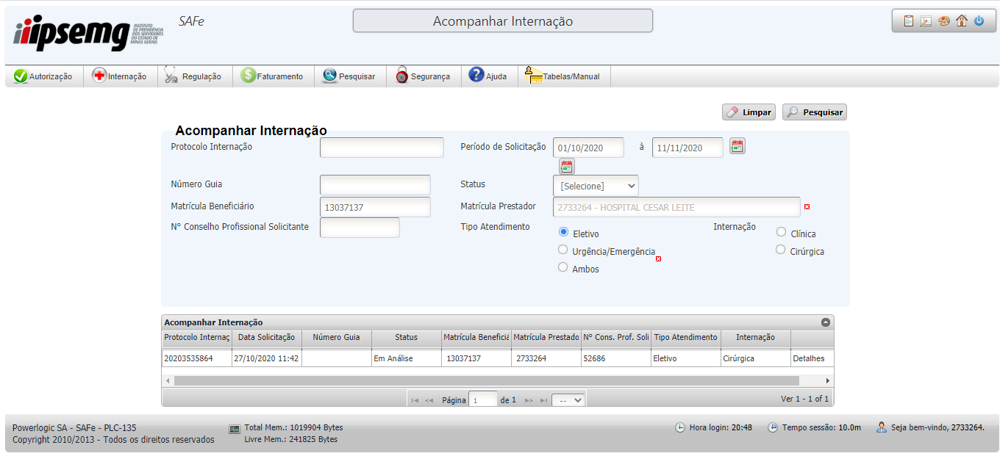 ipsemg
INSTITUTO
DE PREVIDÊNCIA
DOS SERVIDORES
DO ESTADO DE
MINAS GERAIS
SAFe
Acompanhar Internação
Autorização Internação Regulação Faturamento Pesquisar Segurança Ajuda Tabelas/Manual
Limpar Pesquisar
Acompanhar Internação
Protocolo Internação Período de Solicitação 01/10/2020 à 11/11/2020
Número Guia Status [Selecione]
Matrícula Beneficiário 13037137 Matrícula Prestador 2733264 - HOSPITAL CESAR LEITE
N° Conselho Profissional Solicitante Tipo Atendimento Eletivo Internação Clínica
Urgência/Emergência Cirúrgica
Ambos
Acompanhar Internação
Protocolo Internaç Data Solicitação Número Guia Status Matrícula Beneficiá Matrícula Prestado N° Cons. Prof. Soli Tipo Atendimento Internação
20203535864 27/10/2020 11:42 Em Análise 13037137 2733264 52686 Eletivo Cirúrgica Detalhes
Página 1 de 1 -- Ver 1 - 1 of 1
Powerlogic SA - SAFe - PLC-135 Total Mem.: 1019904 Bytes Hora login: 20:48 Tempo sessão: 10.0m Seja bem-vindo, 2733264.
Copyright 2010/2013 - Todos os direitos reservados Livre Mem.: 241825 Bytes